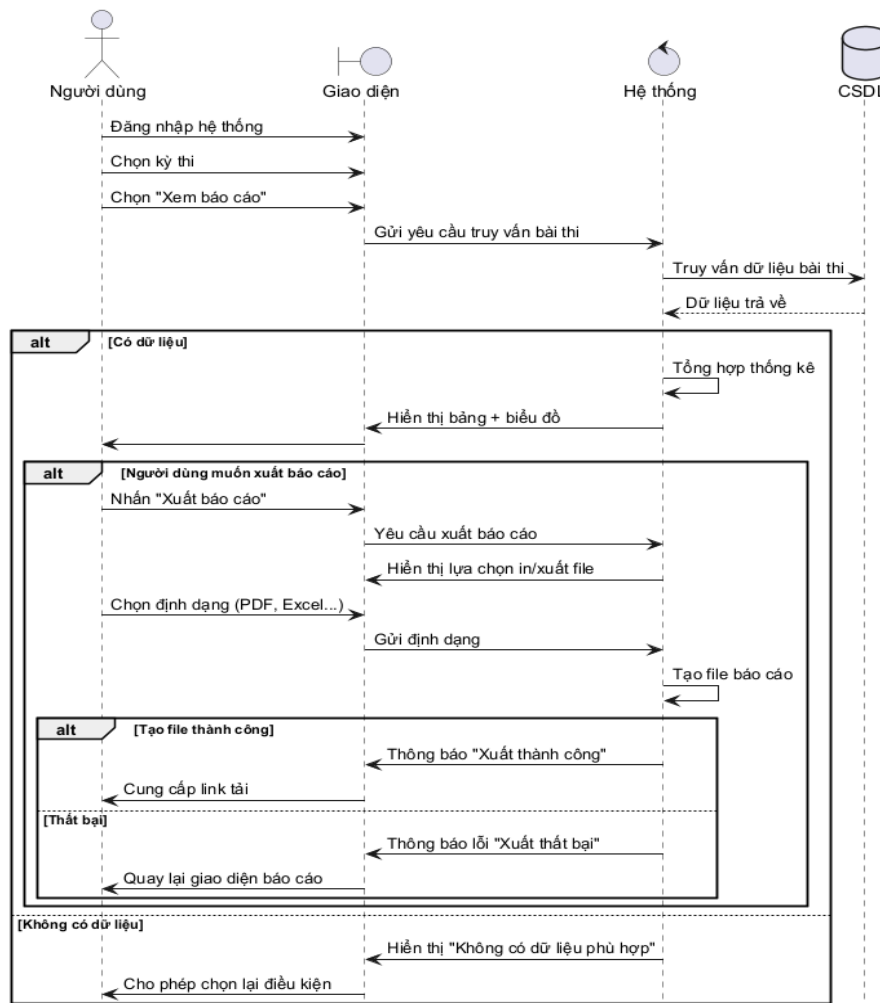 Người dùng
Giao diện
Hệ thống
CSDL
Đăng nhập hệ thống
Chọn kỳ thi
Chọn "Xem báo cáo"
Gửi yêu cầu truy vấn bài thi
Truy vấn dữ liệu bài thi
Dữ liệu trả về
alt [Có dữ liệu]
Tổng hợp thống kê
Hiển thị bảng + biểu đồ
alt [Người dùng muốn xuất báo cáo]
Nhấn "Xuất báo cáo"
Yêu cầu xuất báo cáo
Hiển thị lựa chọn in/xuất file
Chọn định dạng (PDF, Excel...)
Gửi định dạng
Tạo file báo cáo
alt [Tạo file thành công]
Thông báo "Xuất thành công"
Cung cấp link tải
[Thất bại]
Thông báo lỗi "Xuất thất bại"
Quay lại giao diện báo cáo
[Không có dữ liệu]
Hiển thị "Không có dữ liệu phù hợp"
Cho phép chọn lại điều kiện